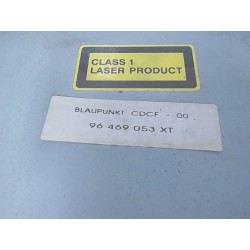 CLASS 1
LASER PRODUCT
BLAUPUNKT CDCF - 00
96 469 053 XT